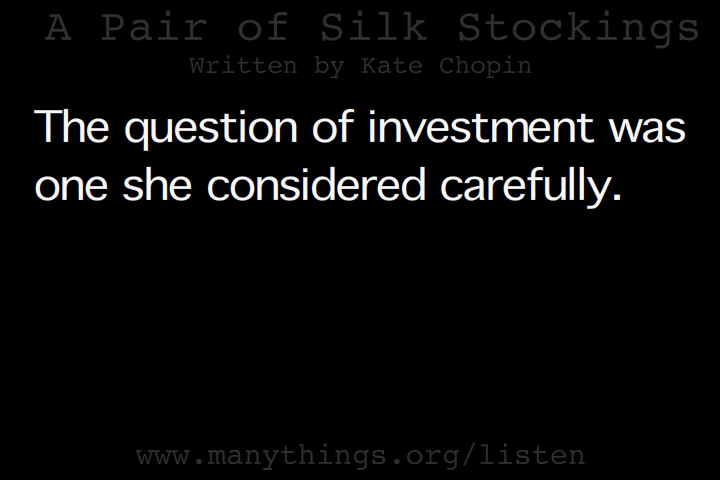 A Pair of Silk Stockings
Written by Kate Chopin
The question of investment was
one she considered carefully.
www.manythings.org/listen